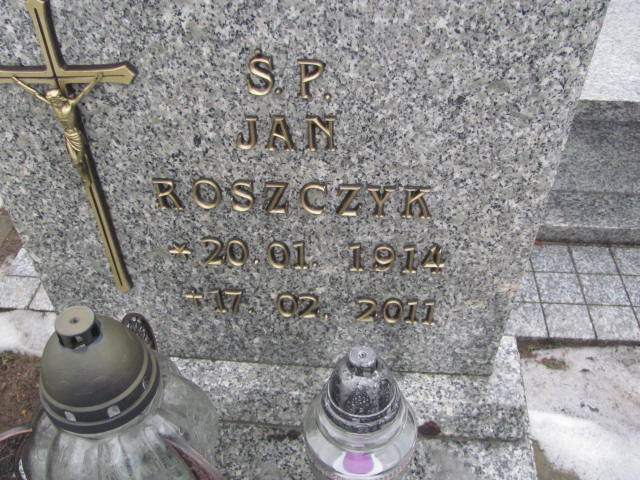 Ś.P.
JAN
ROSZCZYK
* 20.01. 1914
+ 17. 02. 2011